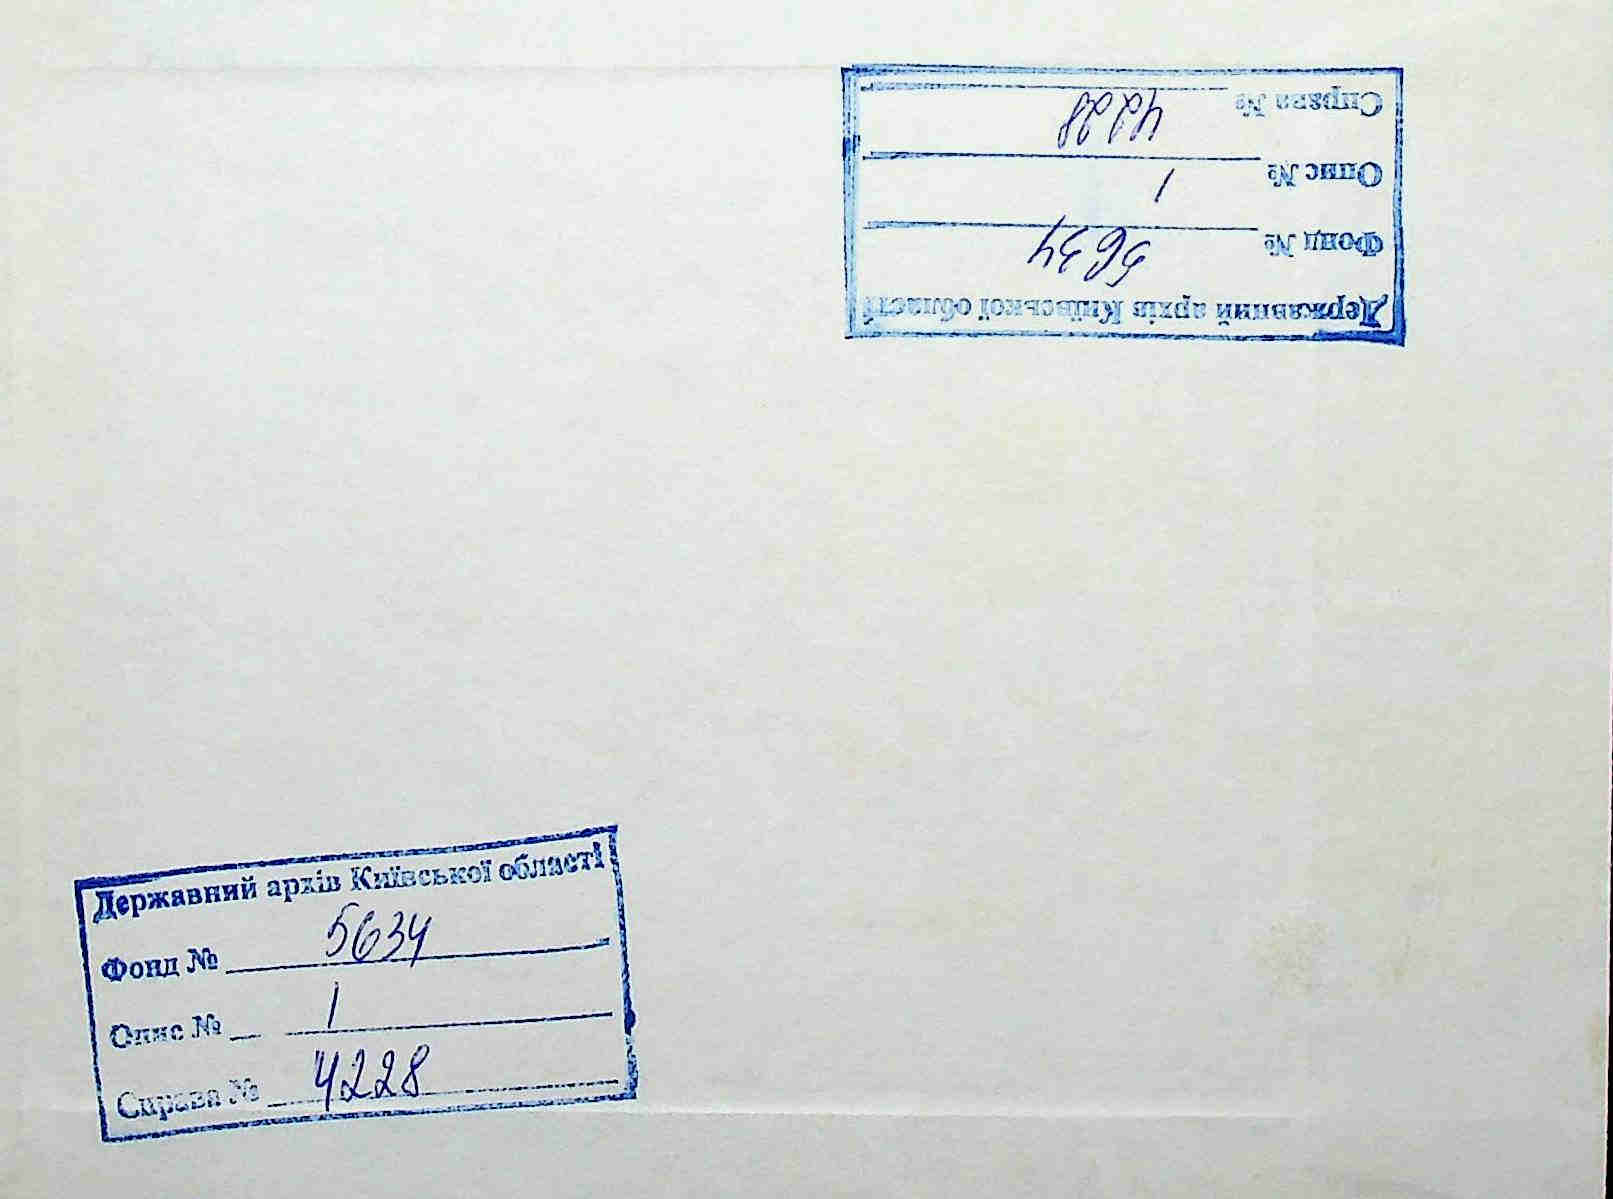 Державний архів Київської області
Фонд № 5634
Опис № 1
Справа № 4228
Державний архів Київської області
Фонд № 5634
Опис № 1
Справа № 4228